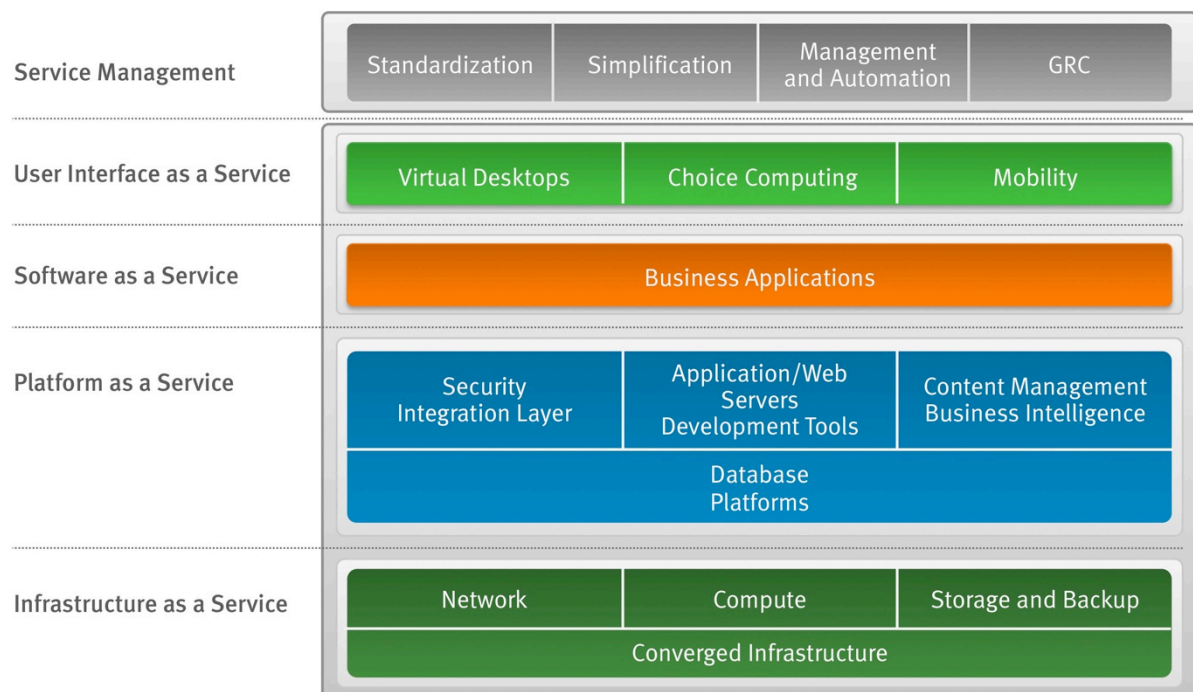 Service Management
Standardization
Simplification
Management
and Automation
GRC
User Interface as a Service
Virtual Desktops
Choice Computing
Mobility
Software as a Service
Business Applications
Platform as a Service
Security
Integration Layer
Application/Web
Servers
Development Tools
Content Management
Business Intelligence
Database
Platforms
Infrastructure as a Service
Network
Compute
Storage and Backup
Converged Infrastructure